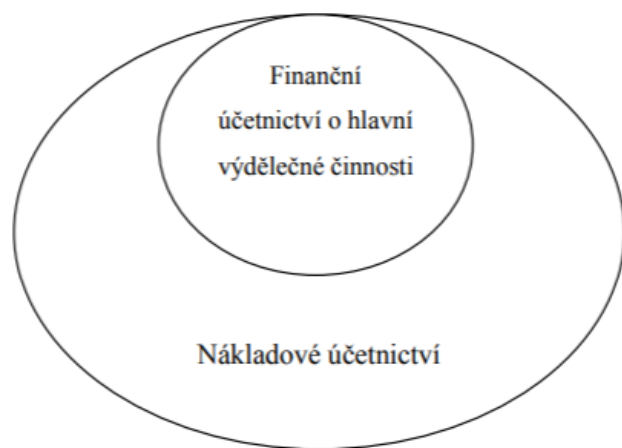 Finanční
účetnictví o hlavní
výdělečné činnosti
Nákladové účetnictví